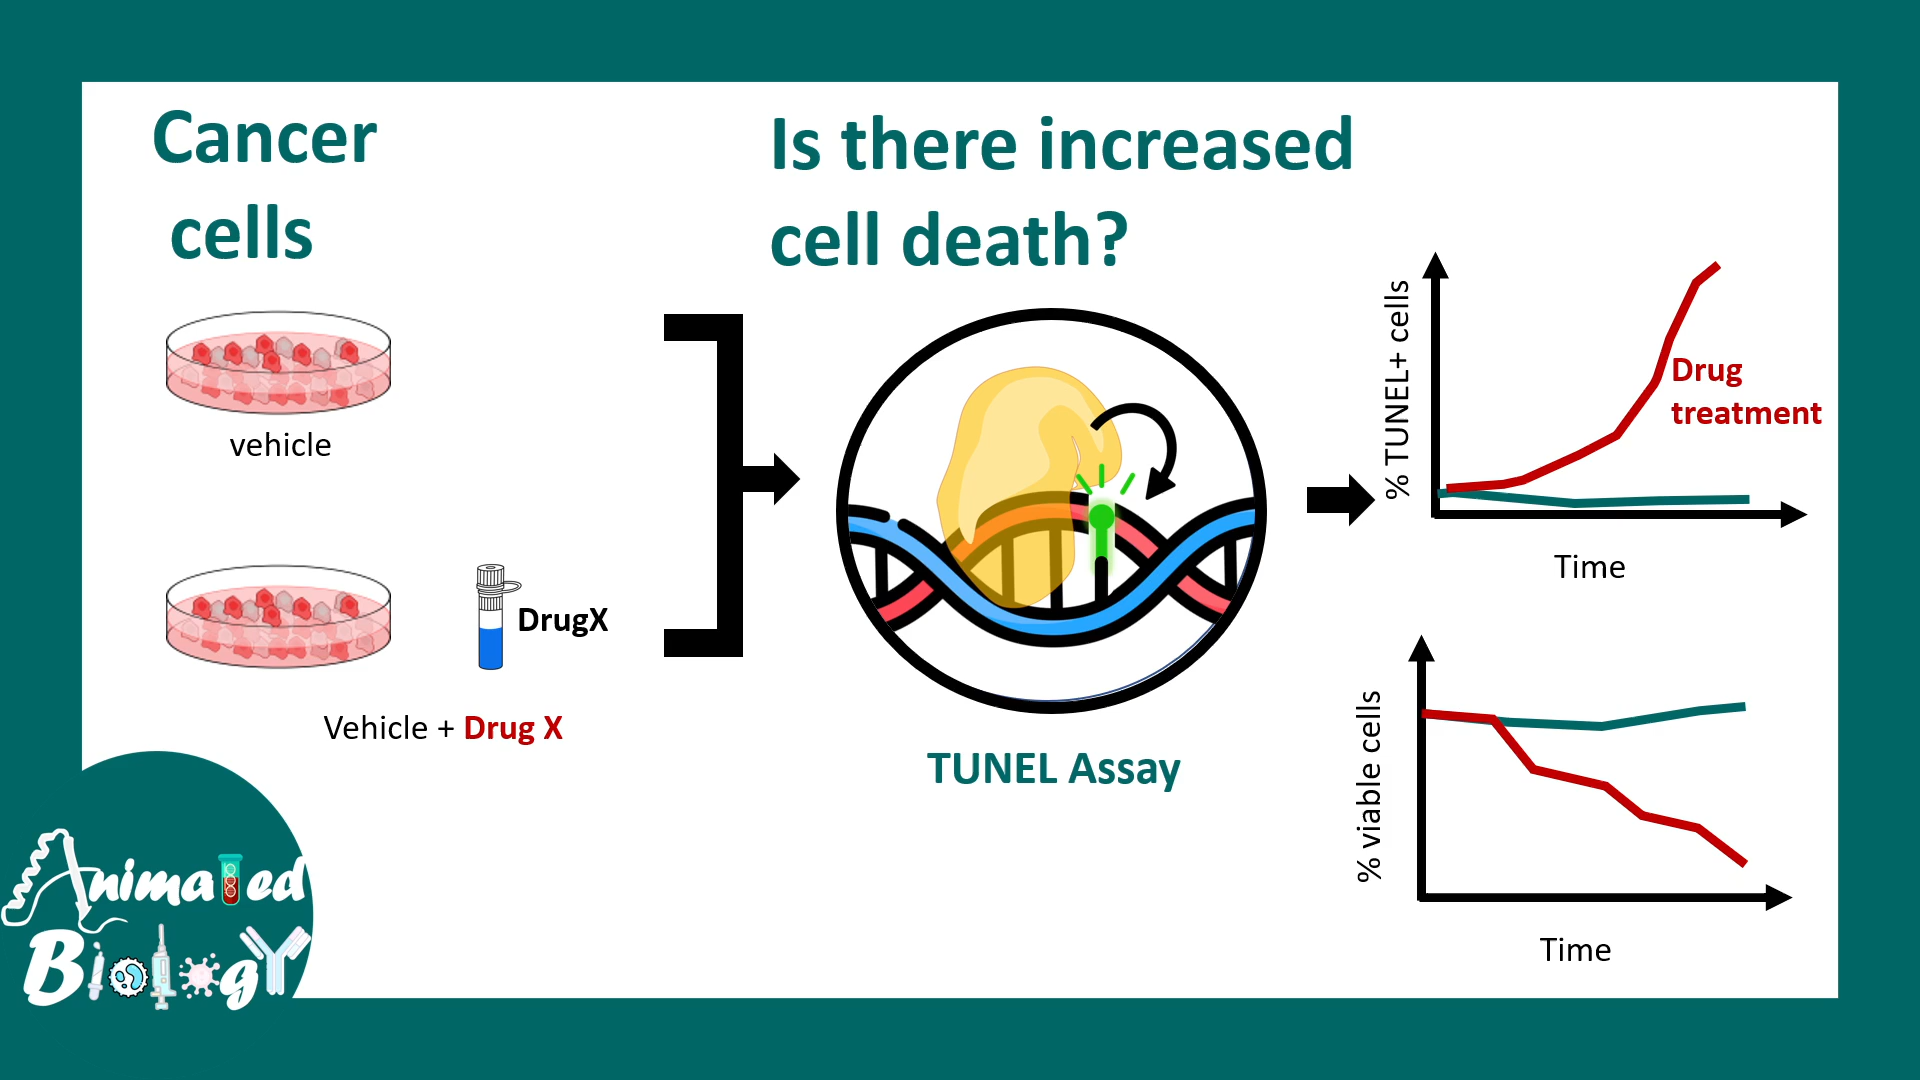 Cancer
cells
Is there increased
cell death?
vehicle
DrugX
Vehicle + Drug X
TUNEL Assay
% TUNEL+ cells
Drug
treatment
Time
% viable cells
Time
Animated
Biology